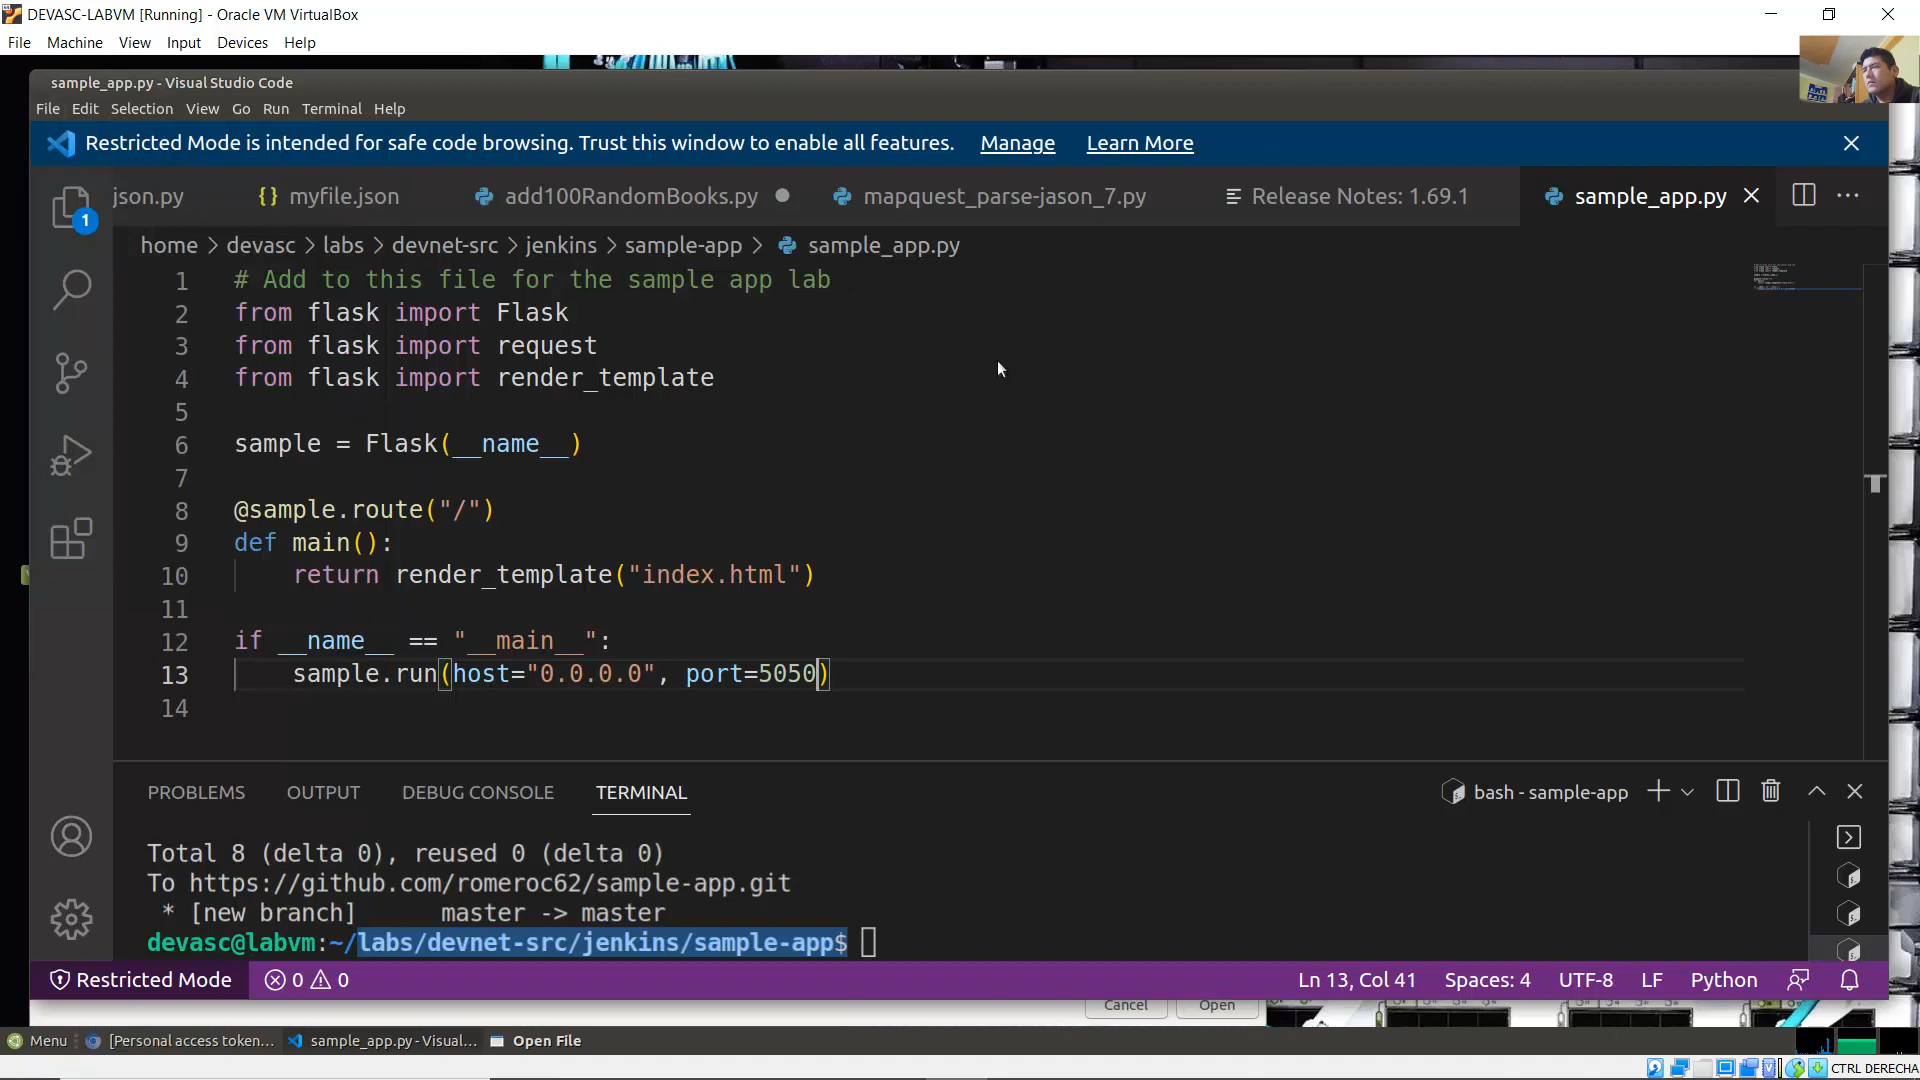 DEVASC-LABVM [Running] - Oracle VM VirtualBox
File Machine View Input Devices Help
sample_app.py - Visual Studio Code
File Edit Selection View Go Run Terminal Help
Restricted Mode is intended for safe code browsing. Trust this window to enable all features. Manage Learn More
json.py {} myfile.json add100RandomBooks.py mapquest_parse-jason_7.py Release Notes: 1.69.1 sample_app.py
1
home > devasc > labs > devnet-src > jenkins > sample-app > sample_app.py
1 # Add to this file for the sample app lab
2 from flask import Flask
3 from flask import request
4 from flask import render_template
5
6 sample = Flask(__name__)
7
8 @sample.route("/")
9 def main():
10 return render_template("index.html")
11
12 if __name__ == "__main__":
13 sample.run(host="0.0.0.0", port=5050)
14
PROBLEMS OUTPUT DEBUG CONSOLE TERMINAL bash - sample-app
Total 8 (delta 0), reused 0 (delta 0)
To https://github.com/romeroc62/sample-app.git
* [new branch] master -> master
devasc@labvm:~/labs/devnet-src/jenkins/sample-app$
Restricted Mode 0 0 Ln 13, Col 41 Spaces: 4 UTF-8 LF Python
Cancel Open
Menu [Personal access token... sample_app.py - Visual... Open File
CTRL DERECHA